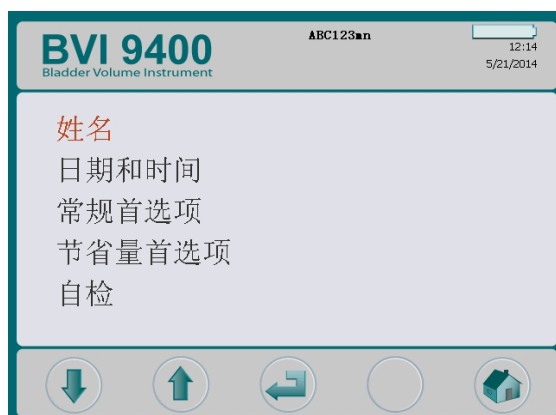 BVI 9400
Bladder Volume Instrument
ABC123mn
12:14
5/21/2014
姓名
日期和时间
常规首选项
节省量首选项
自检